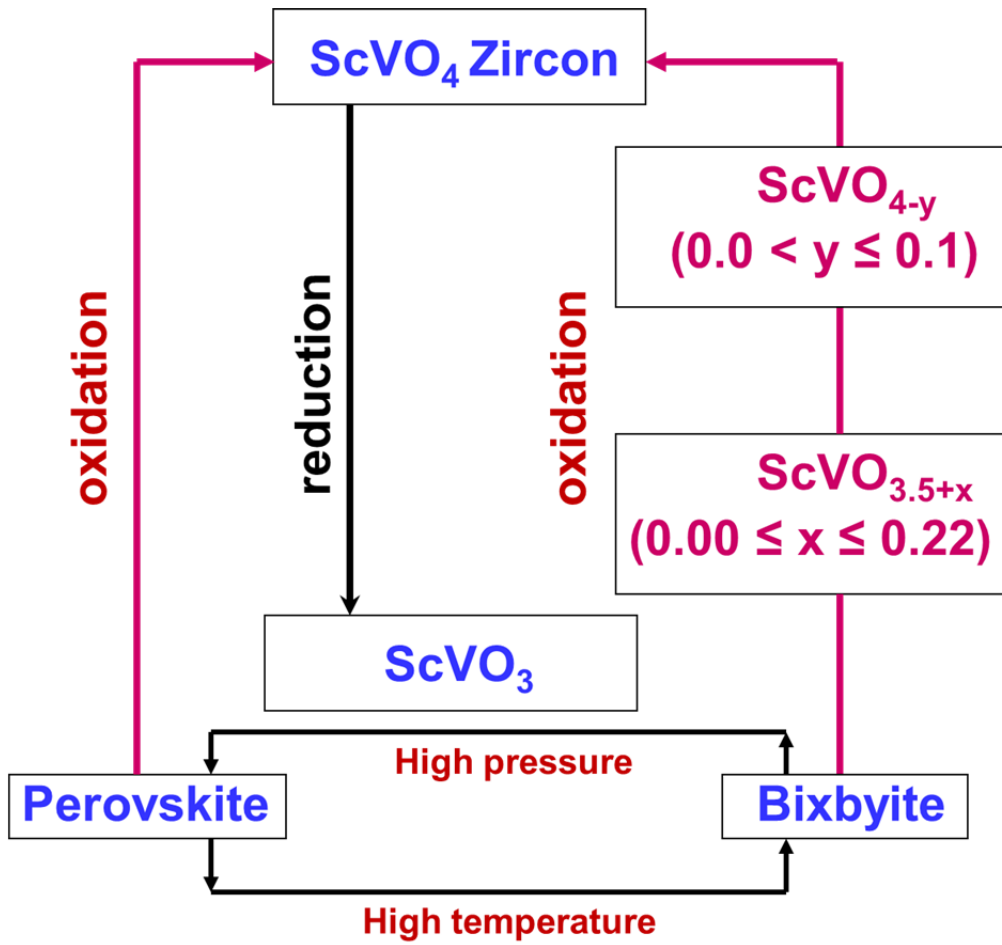 ScVO₄ Zircon
ScVO₄₋y
(0.0 < y ≤ 0.1)
oxidation
reduction
oxidation
ScVO₃.₅₊ₓ
(0.00 ≤ x ≤ 0.22)
ScVO₃
High pressure
Perovskite
Bixbyite
High temperature